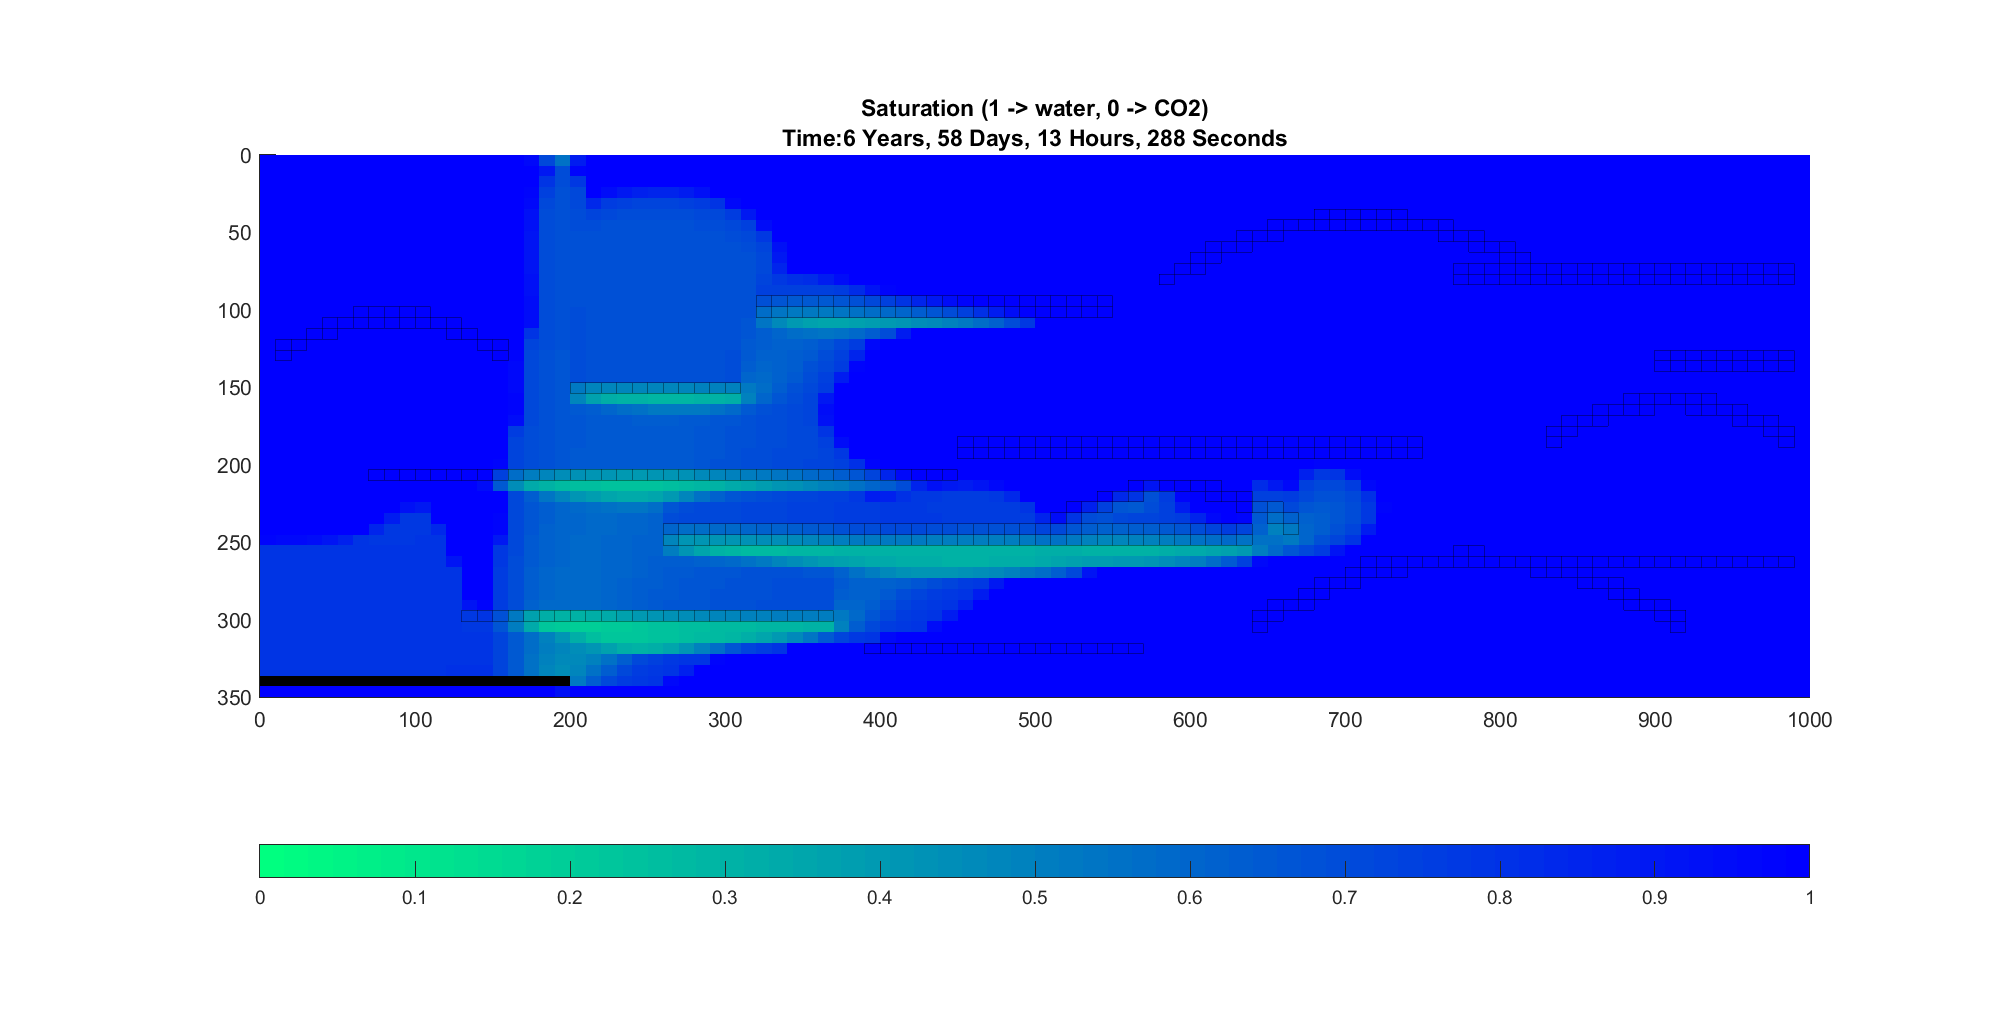 Saturation (1 -> water, 0 -> CO2)
Time:6 Years, 58 Days, 13 Hours, 288 Seconds
0
50
100
150
200
250
300
350
0 100 200 300 400 500 600 700 800 900 1000
0 0.1 0.2 0.3 0.4 0.5 0.6 0.7 0.8 0.9 1